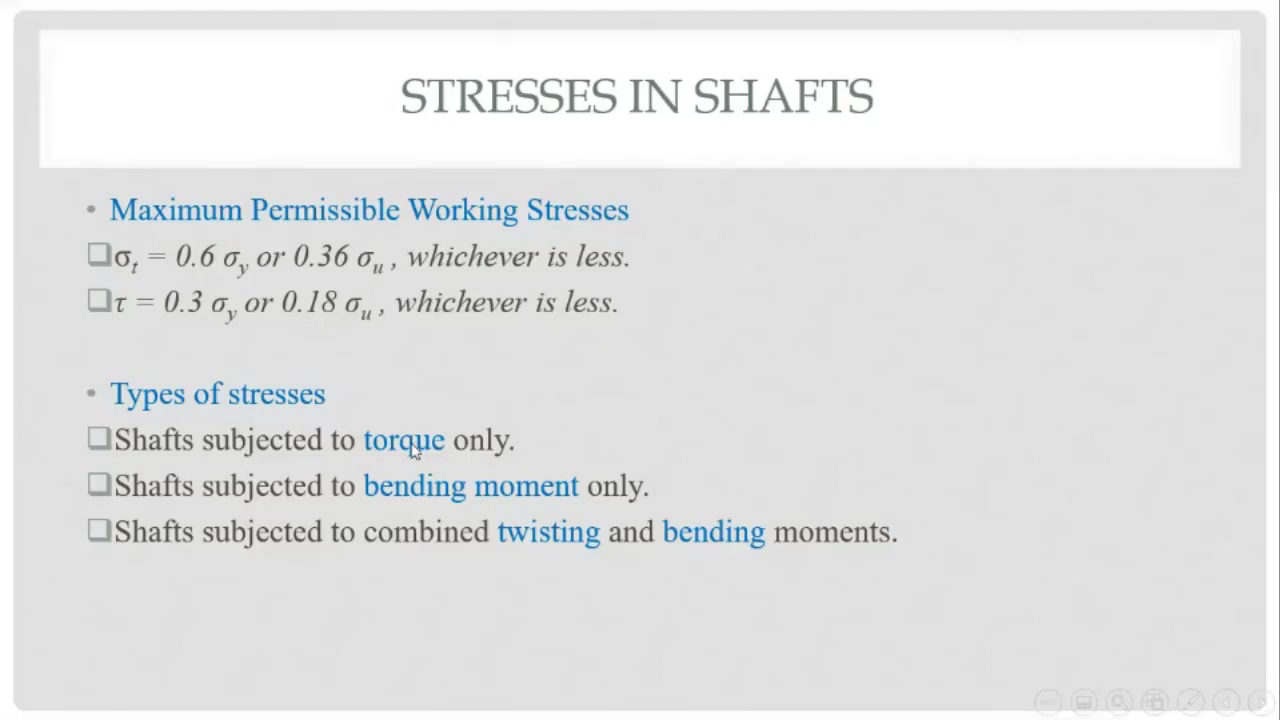 STRESSES IN SHAFTS
• Maximum Permissible Working Stresses
❑σt = 0.6 σy or 0.36 σu , whichever is less.
❑τ = 0.3 σy or 0.18 σu , whichever is less.
• Types of stresses
❑Shafts subjected to torque only.
❑Shafts subjected to bending moment only.
❑Shafts subjected to combined twisting and bending moments.